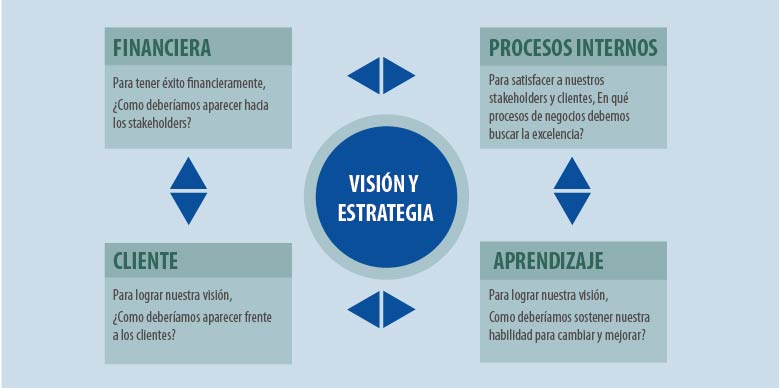 FINANCIERA
Para tener éxito financieramente,
¿Como deberíamos aparecer hacia
los stakeholders?
PROCESOS INTERNOS
Para satisfacer a nuestros
stakeholders y clientes, En qué
procesos de negocios debemos
buscar la excelencia?
VISIÓN Y
ESTRATEGIA
CLIENTE
Para lograr nuestra visión,
¿Como deberíamos aparecer frente
a los clientes?
APRENDIZAJE
Para lograr nuestra visión,
Como deberíamos sostener nuestra
habilidad para cambiar y mejorar?